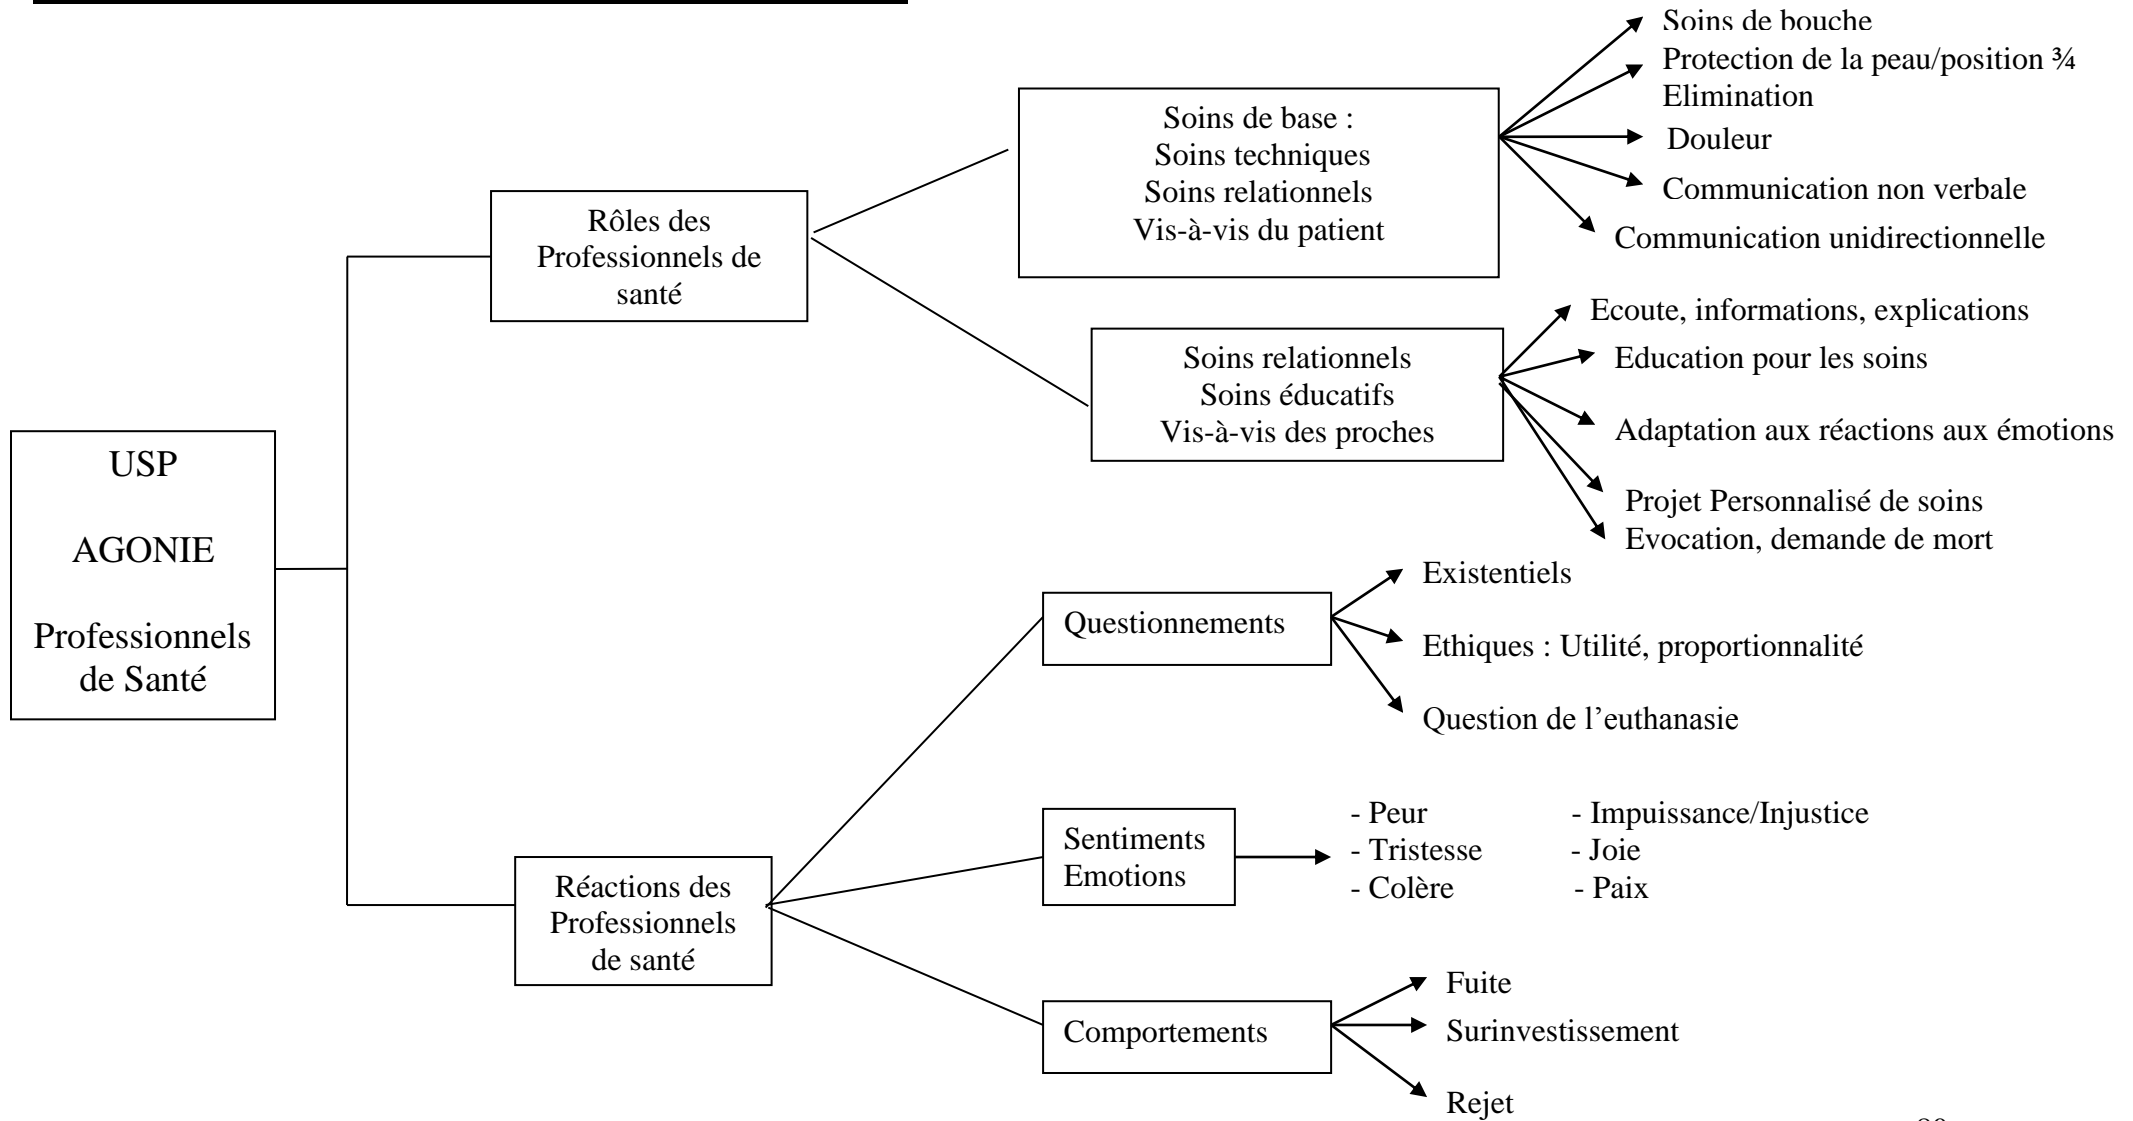 USP
AGONIE
Professionnels
de Santé
Rôles des
Professionnels de
santé
Soins de base :
Soins techniques
Soins relationnels
Vis-à-vis du patient
Soins de bouche
Protection de la peau/position ¾
Elimination
Douleur
Communication non verbale
Communication unidirectionnelle
Soins relationnels
Soins éducatifs
Vis-à-vis des proches
Ecoute, informations, explications
Education pour les soins
Adaptation aux réactions aux émotions
Projet Personnalisé de soins
Evocation, demande de mort
Réactions des
Professionnels
de santé
Questionnements
Existentiels
Ethiques : Utilité, proportionnalité
Question de l’euthanasie
Sentiments
Emotions
- Peur - Impuissance/Injustice
- Tristesse - Joie
- Colère - Paix
Comportements
Fuite
Surinvestissement
Rejet